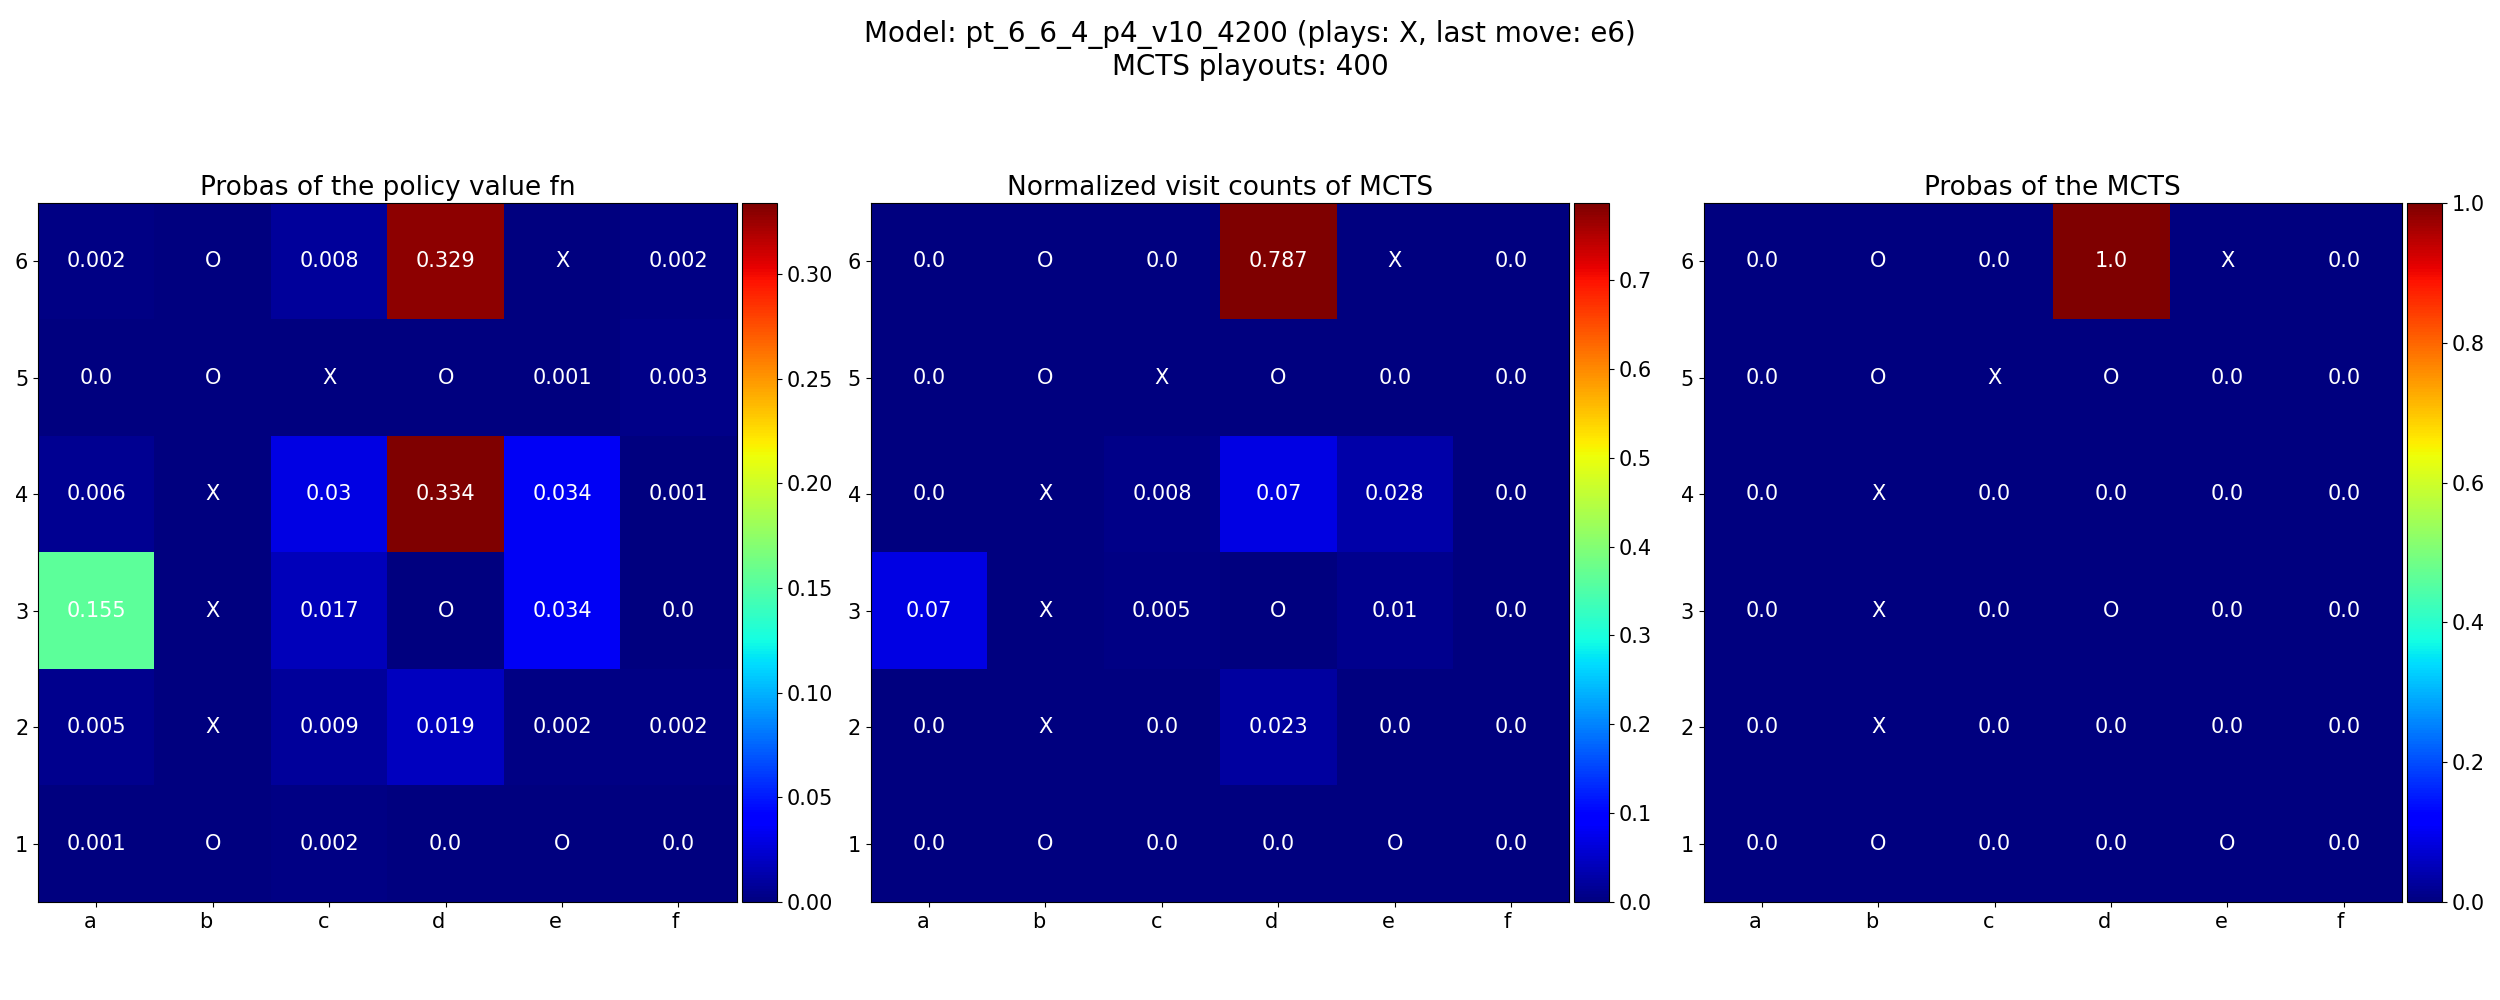 Model: pt_6_6_4_p4_v10_4200 (plays: X, last move: e6)
MCTS playouts: 400
Probas of the policy value fn
6 0.002 O 0.008 0.329 X 0.002
5 0.0 O X O 0.001 0.003
4 0.006 X 0.03 0.334 0.034 0.001
3 0.155 X 0.017 O 0.034 0.0
2 0.005 X 0.009 0.019 0.002 0.002
1 0.001 O 0.002 0.0 O 0.0
a b c d e f
0.30
0.25
0.20
0.15
0.10
0.05
0.00
Normalized visit counts of MCTS
6 0.0 O 0.0 0.787 X 0.0
5 0.0 O X O 0.0 0.0
4 0.0 X 0.008 0.07 0.028 0.0
3 0.07 X 0.005 O 0.01 0.0
2 0.0 X 0.0 0.023 0.0 0.0
1 0.0 O 0.0 0.0 O 0.0
a b c d e f
0.7
0.6
0.5
0.4
0.3
0.2
0.1
0.0
Probas of the MCTS
6 0.0 O 0.0 1.0 X 0.0
5 0.0 O X O 0.0 0.0
4 0.0 X 0.0 0.0 0.0 0.0
3 0.0 X 0.0 O 0.0 0.0
2 0.0 X 0.0 0.0 0.0 0.0
1 0.0 O 0.0 0.0 O 0.0
a b c d e f
1.0
0.8
0.6
0.4
0.2
0.0